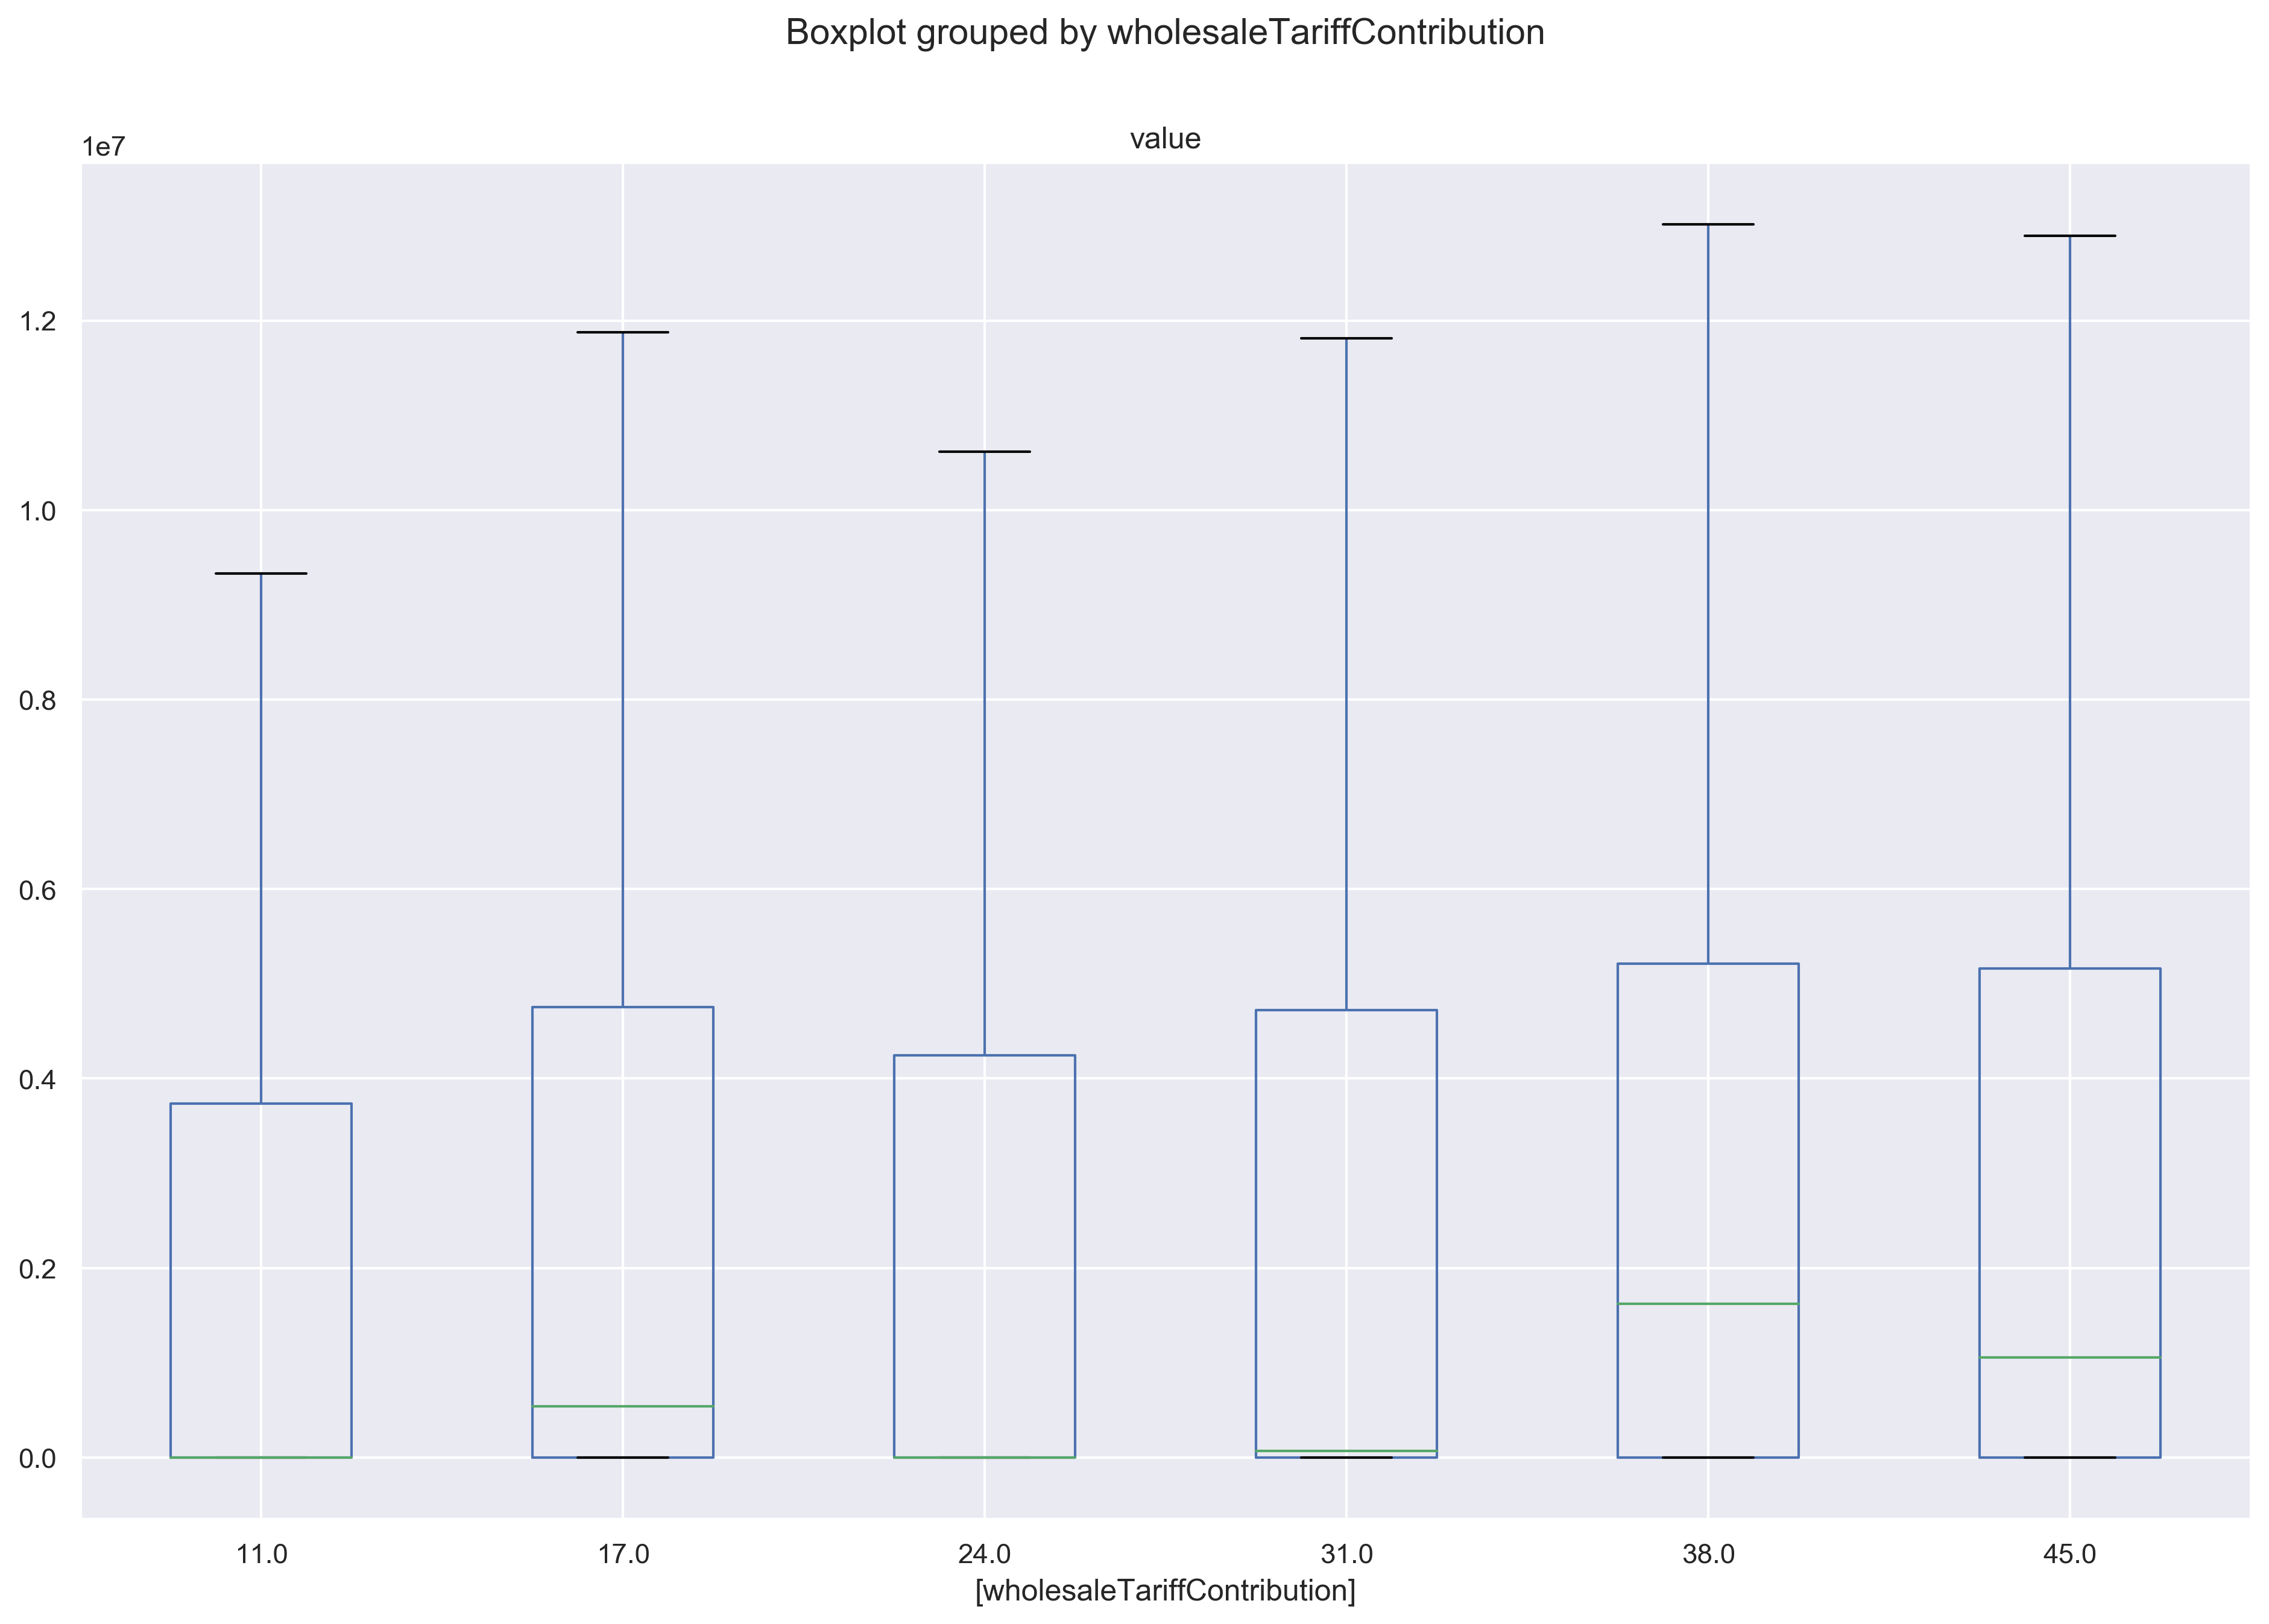 Boxplot grouped by wholesaleTariffContribution
value
1e7
1.2
1.0
0.8
0.6
0.4
0.2
0.0
11.0 17.0 24.0 31.0 38.0 45.0
[wholesaleTariffContribution]